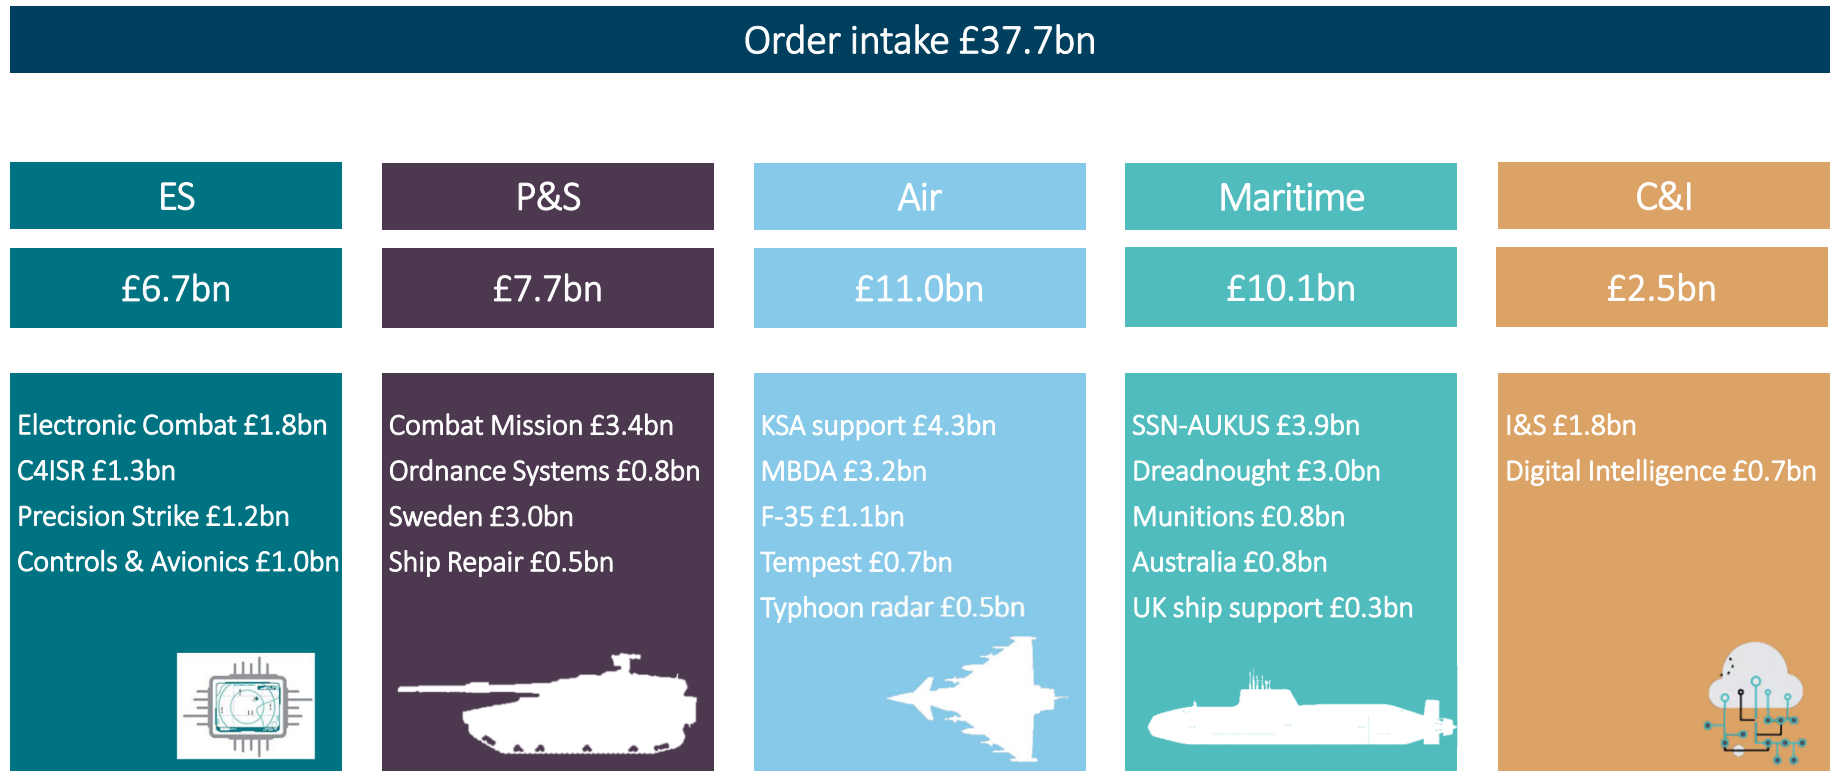 Order intake £37.7bn
ES
£6.7bn
Electronic Combat £1.8bn
C4ISR £1.3bn
Precision Strike £1.2bn
Controls & Avionics £1.0bn
P&S
£7.7bn
Combat Mission £3.4bn
Ordnance Systems £0.8bn
Sweden £3.0bn
Ship Repair £0.5bn
Air
£11.0bn
KSA support £4.3bn
MBDA £3.2bn
F-35 £1.1bn
Tempest £0.7bn
Typhoon radar £0.5bn
Maritime
£10.1bn
SSN-AUKUS £3.9bn
Dreadnought £3.0bn
Munitions £0.8bn
Australia £0.8bn
UK ship support £0.3bn
C&I
£2.5bn
I&S £1.8bn
Digital Intelligence £0.7bn